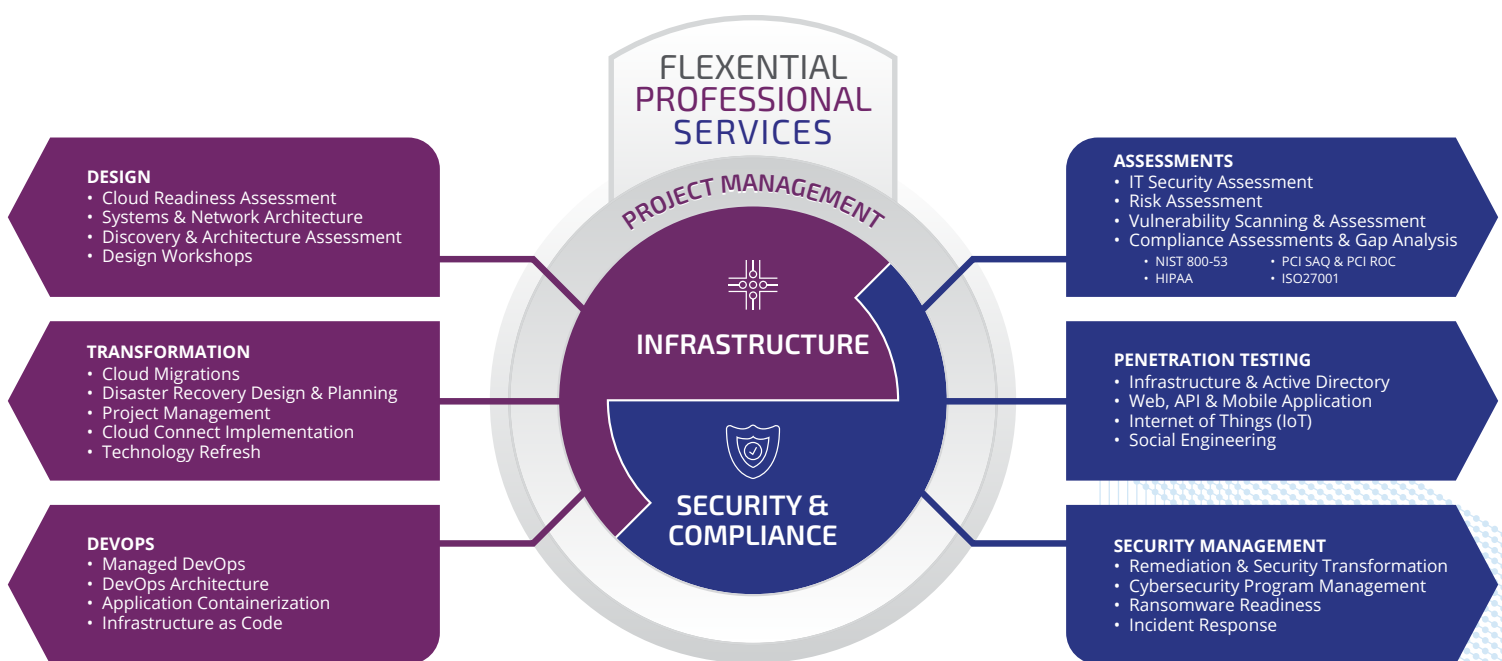 FLEXENTIAL
PROFESSIONAL
SERVICES
PROJECT MANAGEMENT
INFRASTRUCTURE
SECURITY &
COMPLIANCE
DESIGN
• Cloud Readiness Assessment
• Systems & Network Architecture
• Discovery & Architecture Assessment
• Design Workshops
TRANSFORMATION
• Cloud Migrations
• Disaster Recovery Design & Planning
• Project Management
• Cloud Connect Implementation
• Technology Refresh
DEVOPS
• Managed DevOps
• DevOps Architecture
• Application Containerization
• Infrastructure as Code
ASSESSMENTS
• IT Security Assessment
• Risk Assessment
• Vulnerability Scanning & Assessment
• Compliance Assessments & Gap Analysis
• NIST 800-53 • PCI SAQ & PCI ROC
• HIPAA • ISO27001
PENETRATION TESTING
• Infrastructure & Active Directory
• Web, API & Mobile Application
• Internet of Things (IoT)
• Social Engineering
SECURITY MANAGEMENT
• Remediation & Security Transformation
• Cybersecurity Program Management
• Ransomware Readiness
• Incident Response